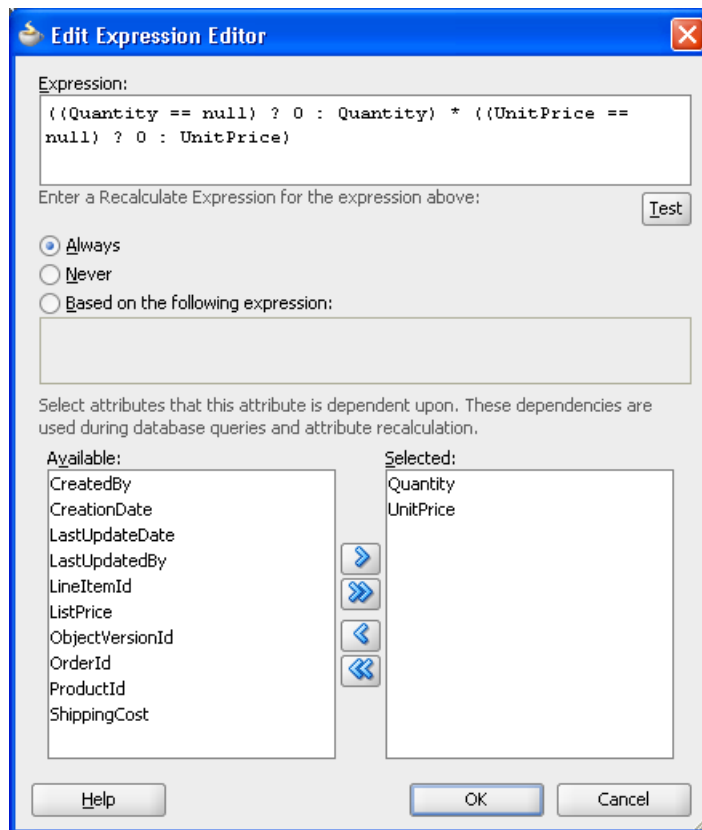 Edit Expression Editor
Expression:
((Quantity == null) ? 0 : Quantity) * ((UnitPrice ==
null) ? 0 : UnitPrice)
Enter a Recalculate Expression for the expression above:
Test
Always
Never
Based on the following expression:
Select attributes that this attribute is dependent upon. These dependencies are
used during database queries and attribute recalculation.
Available:
CreatedBy
CreationDate
LastUpdateDate
LastUpdatedBy
LineItemId
ListPrice
ObjectVersionId
OrderId
ProductId
ShippingCost
Selected:
Quantity
UnitPrice
Help
OK
Cancel